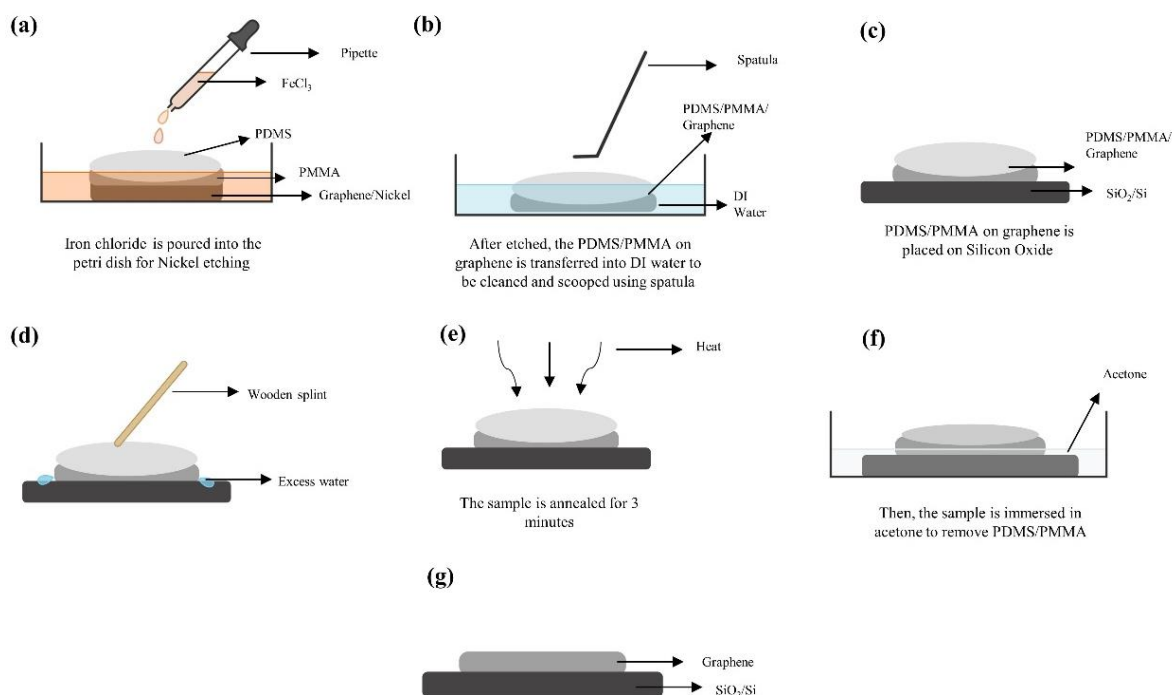 (a)
Pipette
FeCl₃
PDMS
PMMA
Graphene/Nickel
Iron chloride is poured into the
petri dish for Nickel etching
(b)
Spatula
PDMS/PMMA/
Graphene
DI
Water
After etched, the PDMS/PMMA on
graphene is transferred into DI water to
be cleaned and scooped using spatula
(c)
PDMS/PMMA/
Graphene
SiO₂/Si
PDMS/PMMA on graphene is
placed on Silicon Oxide
(d)
Wooden splint
Excess water
(e)
Heat
The sample is annealed for 3
minutes
(f)
Acetone
Then, the sample is immersed in
acetone to remove PDMS/PMMA
(g)
Graphene
SiO₂/Si